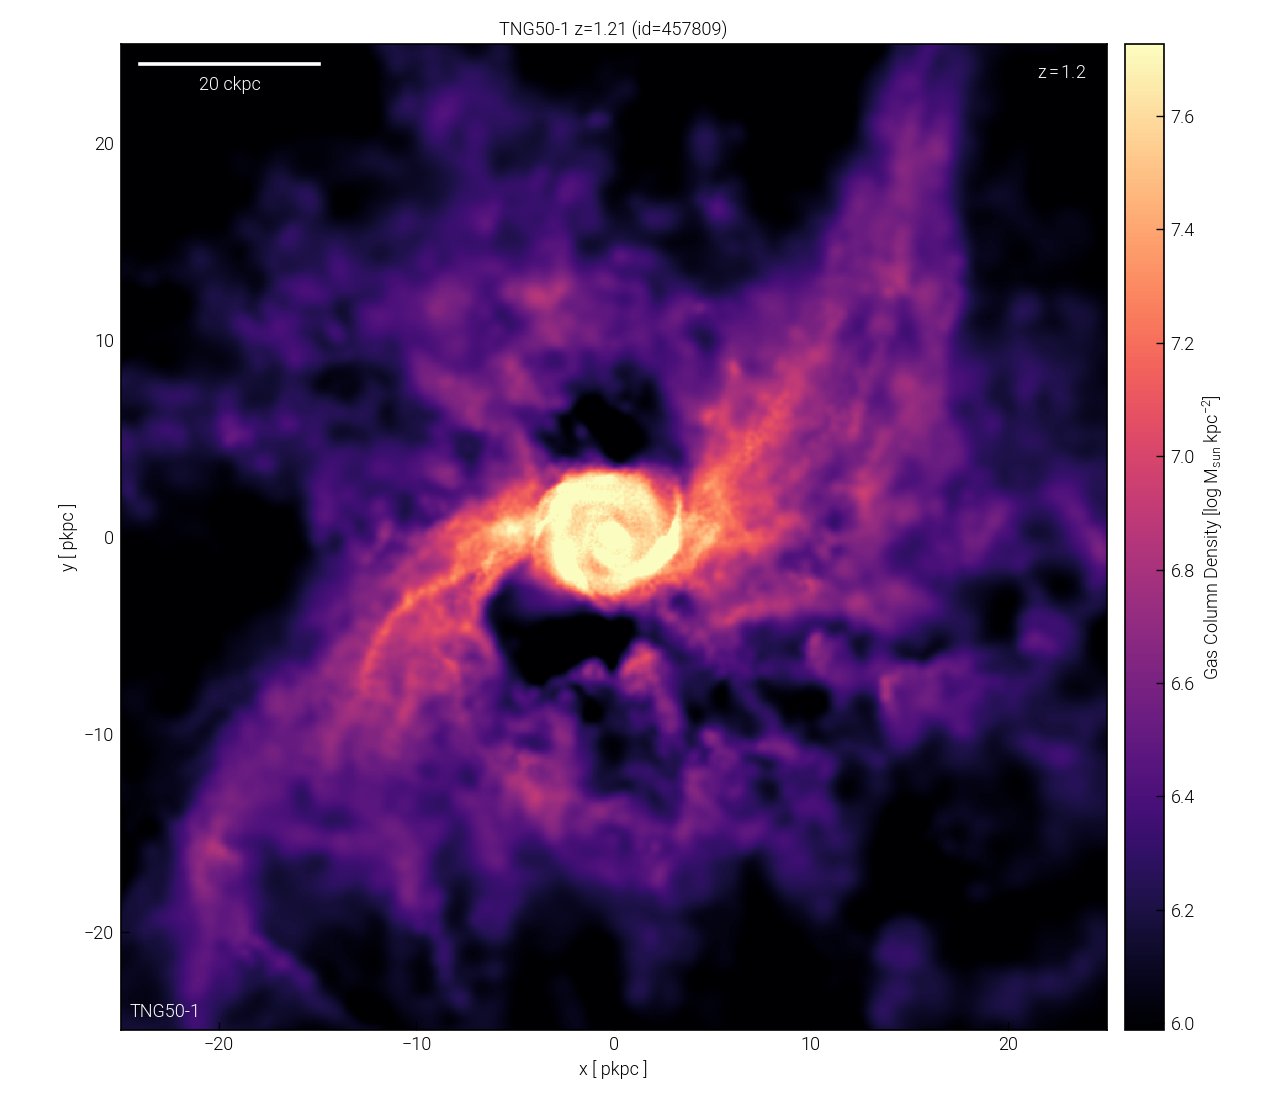 TNG50-1 z=1.21 (id=457809)
20 ckpc
z=1.2
TNG50-1
y [ pkpc ]
20
10
0
−10
−20
−20
−10
0
10
20
x [ pkpc ]
7.6
7.4
7.2
7.0
6.8
6.6
6.4
6.2
6.0
Gas Column Density [log M_sun kpc^−2]